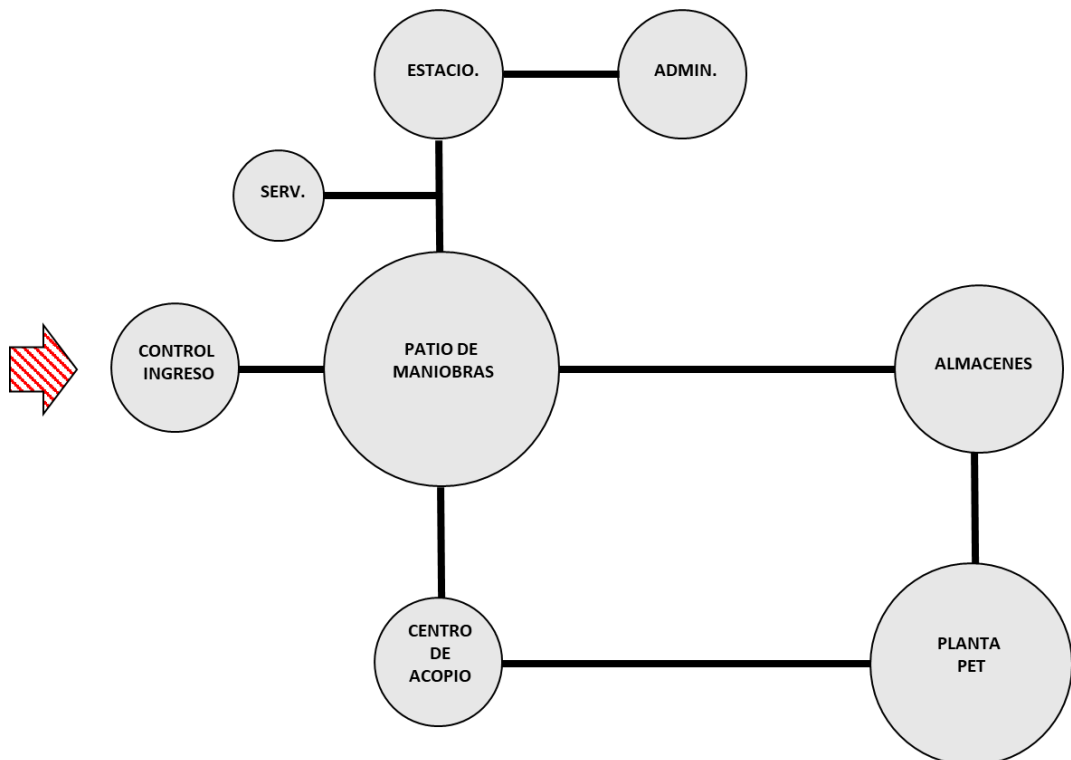 ESTACIO.
ADMIN.
SERV.
CONTROL
INGRESO
PATIO DE
MANIOBRAS
ALMACENES
CENTRO
DE
ACOPIO
PLANTA
PET